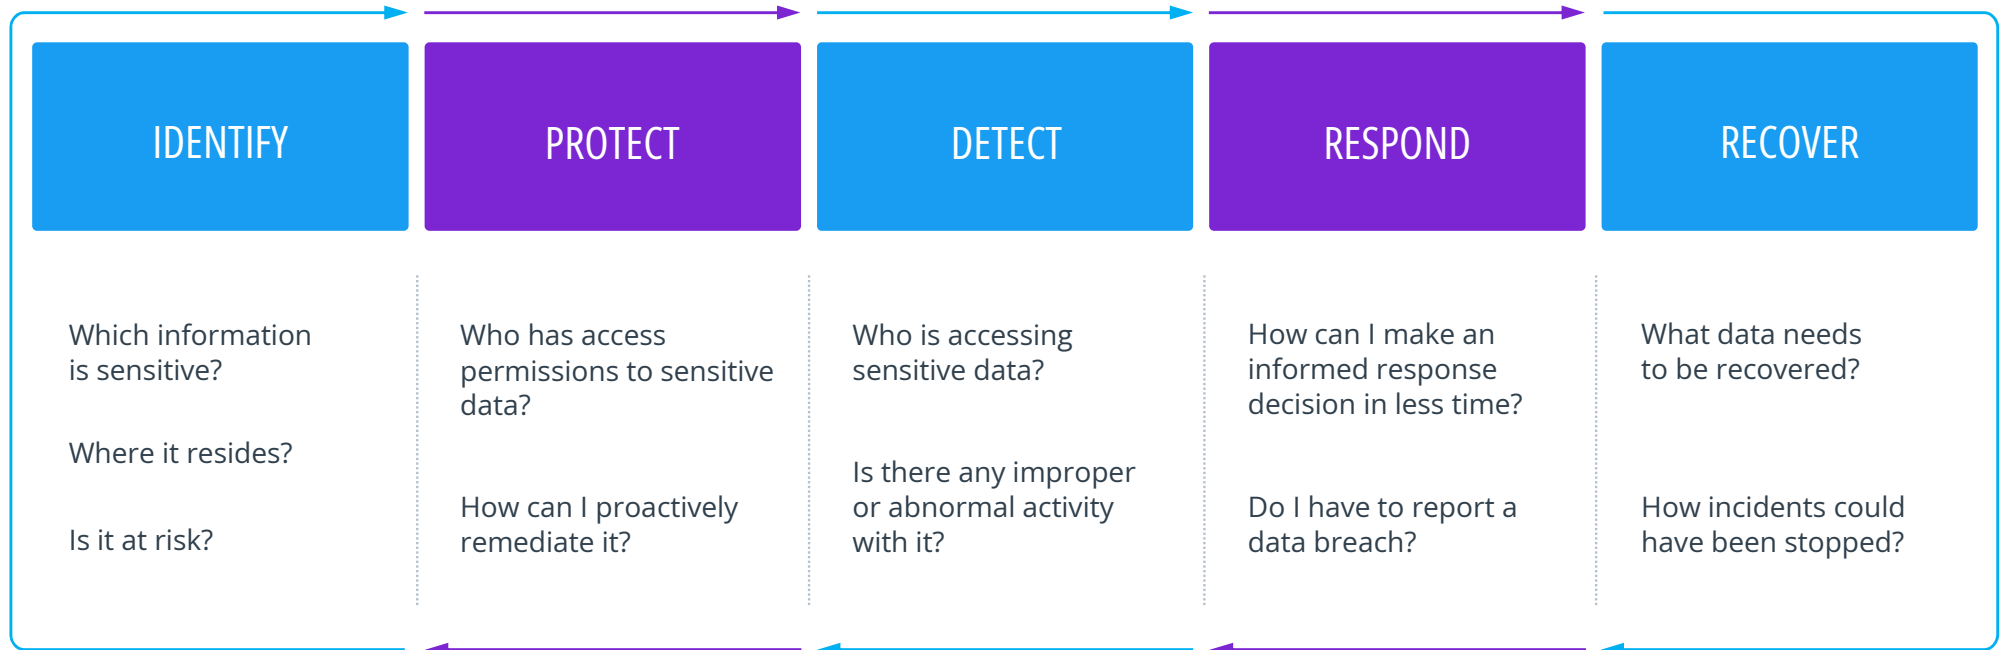 IDENTIFY
PROTECT
DETECT
RESPOND
RECOVER
Which information
is sensitive?
Where it resides?
Is it at risk?
Who has access
permissions to sensitive
data?
How can I proactively
remediate it?
Who is accessing
sensitive data?
Is there any improper
or abnormal activity
with it?
How can I make an
informed response
decision in less time?
Do I have to report a
data breach?
What data needs
to be recovered?
How incidents could
have been stopped?